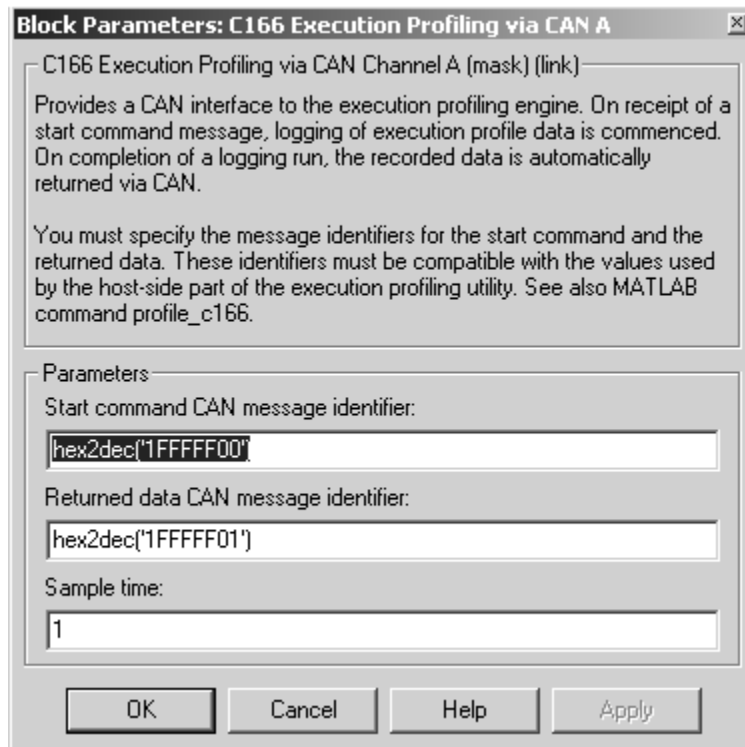 Block Parameters: C166 Execution Profiling via CAN A
C166 Execution Profiling via CAN Channel A (mask) (link)
Provides a CAN interface to the execution profiling engine. On receipt of a
start command message, logging of execution profile data is commenced.
On completion of a logging run, the recorded data is automatically
returned via CAN.
You must specify the message identifiers for the start command and the
returned data. These identifiers must be compatible with the values used
by the host-side part of the execution profiling utility. See also MATLAB
command profile_c166.
Parameters
Start command CAN message identifier:
hex2dec('1FFFFF00')
Returned data CAN message identifier:
hex2dec('1FFFFF01')
Sample time:
1
OK Cancel Help Apply